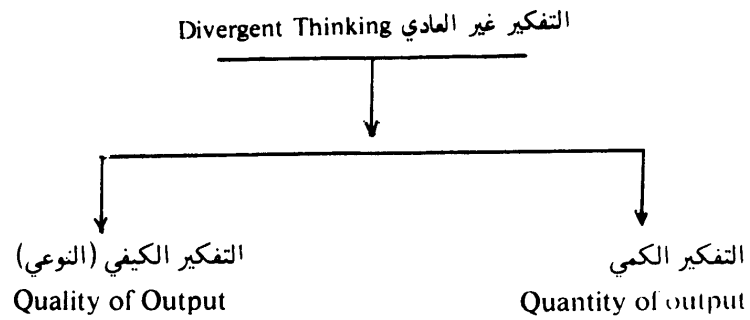 التفكير غير العادي Divergent Thinking
التفكير الكمي
Quantity of output
التفكير الكيفي (النوعي)
Quality of Output